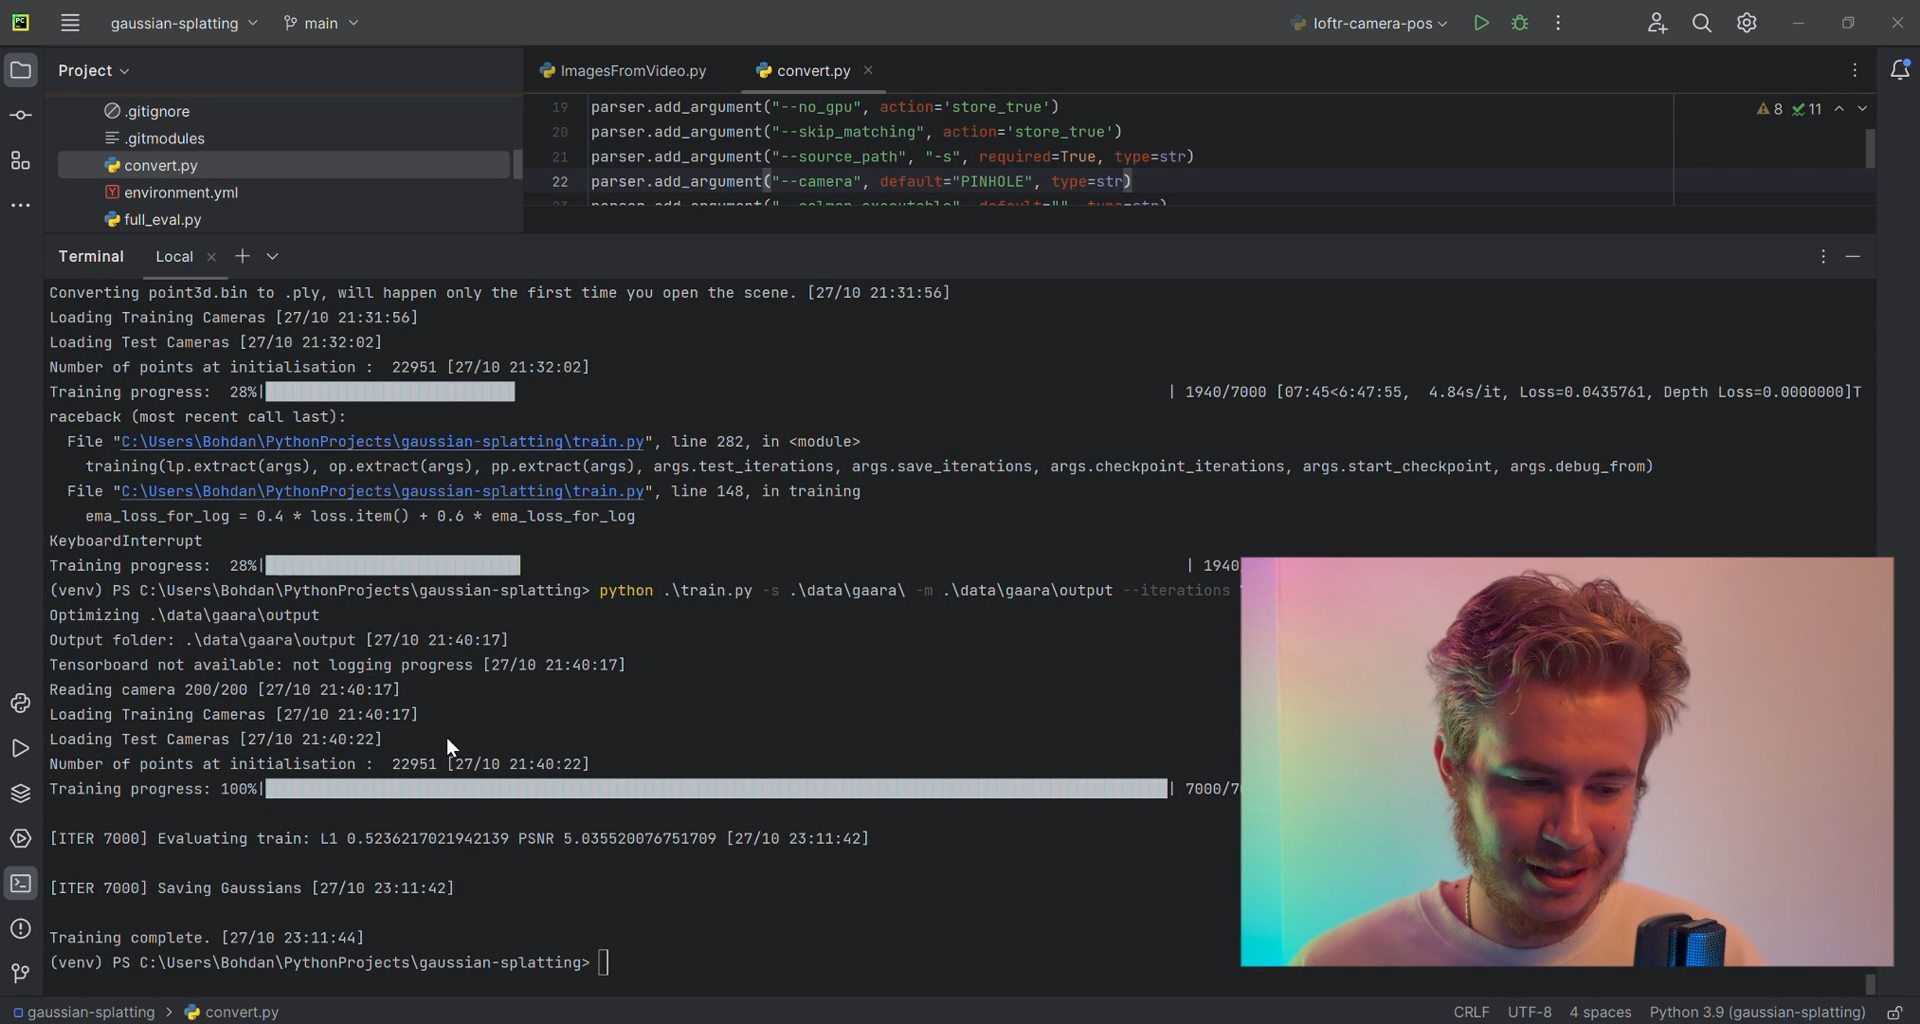 PC
gaussian-splatting
main
loftr-camera-pos
Project
ImagesFromVideo.py
convert.py
.gitignore
.gitmodules
convert.py
Y environment.yml
full_eval.py
19 parser.add_argument("--no_gpu", action='store_true')
20 parser.add_argument("--skip_matching", action='store_true')
21 parser.add_argument("--source_path", "-s", required=True, type=str)
22 parser.add_argument("--camera", default="PINHOLE", type=str)
8 11
Terminal
Local
Converting point3d.bin to .ply, will happen only the first time you open the scene. [27/10 21:31:56]
Loading Training Cameras [27/10 21:31:56]
Loading Test Cameras [27/10 21:32:02]
Number of points at initialisation : 22951 [27/10 21:32:02]
Training progress: 28%| | 1940/7000 [07:45<6:47:55, 4.84s/it, Loss=0.0435761, Depth Loss=0.0000000]T
raceback (most recent call last):
File "C:\Users\Bohdan\PythonProjects\gaussian-splatting\train.py", line 282, in <module>
training(lp.extract(args), op.extract(args), pp.extract(args), args.test_iterations, args.save_iterations, args.checkpoint_iterations, args.start_checkpoint, args.debug_from)
File "C:\Users\Bohdan\PythonProjects\gaussian-splatting\train.py", line 148, in training
ema_loss_for_log = 0.4 * loss.item() + 0.6 * ema_loss_for_log
KeyboardInterrupt
Training progress: 28%| | 1940
(venv) PS C:\Users\Bohdan\PythonProjects\gaussian-splatting> python .\train.py -s .\data\gaara\ -m .\data\gaara\output --iterations
Optimizing .\data\gaara\output
Output folder: .\data\gaara\output [27/10 21:40:17]
Tensorboard not available: not logging progress [27/10 21:40:17]
Reading camera 200/200 [27/10 21:40:17]
Loading Training Cameras [27/10 21:40:17]
Loading Test Cameras [27/10 21:40:22]
Number of points at initialisation : 22951 [27/10 21:40:22]
Training progress: 100%| | 7000/7
[ITER 7000] Evaluating train: L1 0.5236217021942139 PSNR 5.035520076751709 [27/10 23:11:42]
[ITER 7000] Saving Gaussians [27/10 23:11:42]
Training complete. [27/10 23:11:44]
(venv) PS C:\Users\Bohdan\PythonProjects\gaussian-splatting>
gaussian-splatting > convert.py
CRLF UTF-8 4 spaces Python 3.9 (gaussian-splatting)